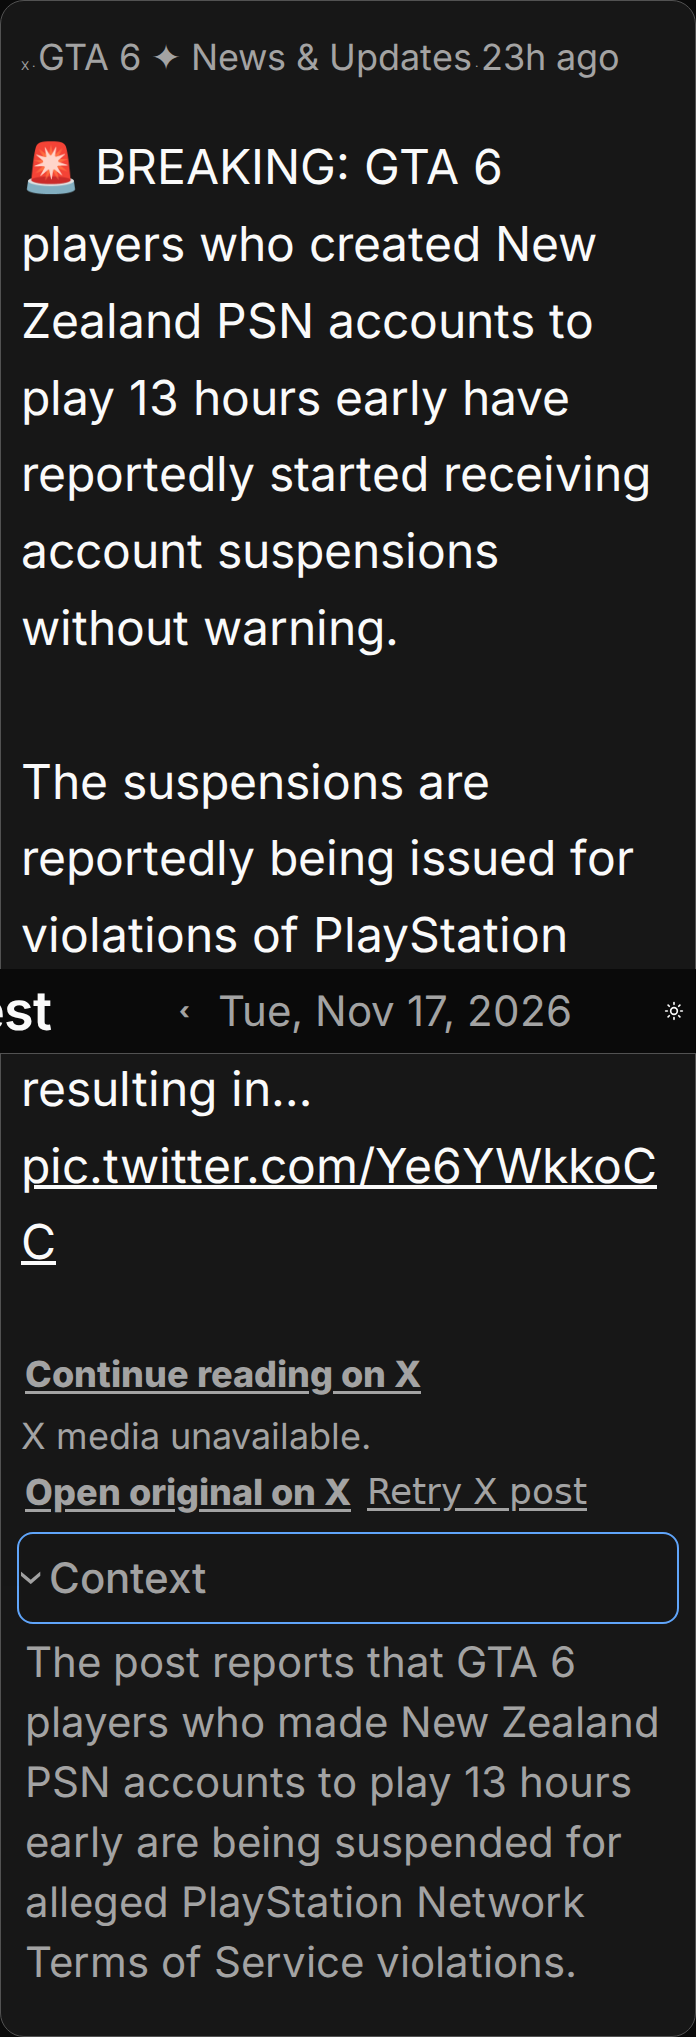 X · GTA 6 ✦ News & Updates · 23h ago
🚨 BREAKING: GTA 6
players who created New
Zealand PSN accounts to
play 13 hours early have
reportedly started receiving
account suspensions
without warning.
The suspensions are
reportedly being issued for
violations of PlayStation
est ‹ Tue, Nov 17, 2026
resulting in…
pic.twitter.com/Ye6YWkkoC
C
Continue reading on X
X media unavailable.
Open original on X Retry X post
Context
The post reports that GTA 6
players who made New Zealand
PSN accounts to play 13 hours
early are being suspended for
alleged PlayStation Network
Terms of Service violations.